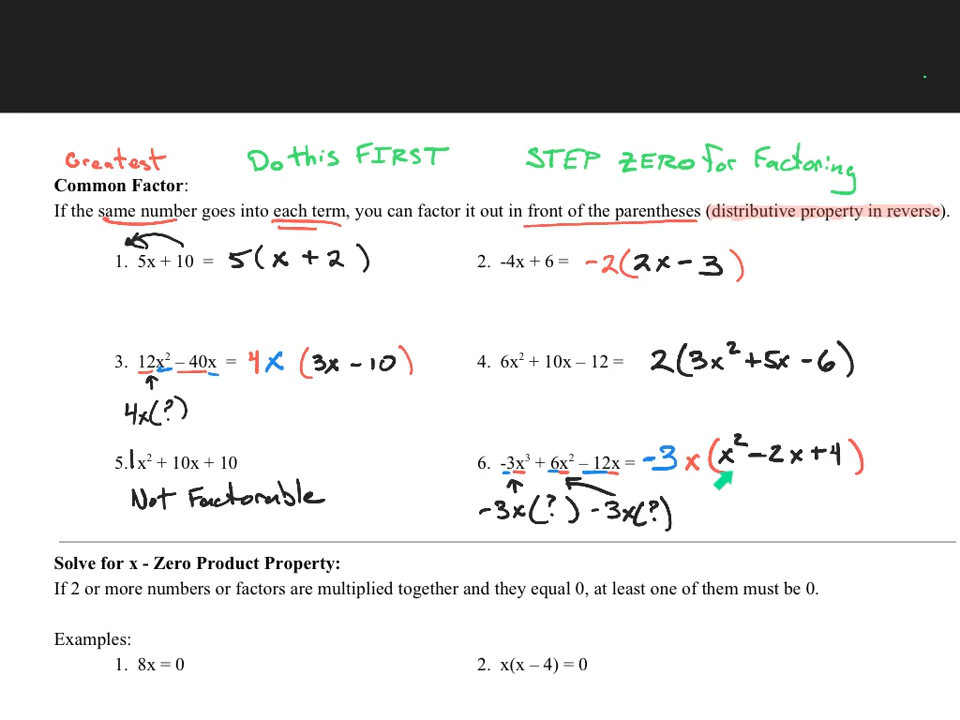 Greatest Do this FIRST STEP ZERO for Factoring
Common Factor:
If the same number goes into each term, you can factor it out in front of the parentheses (distributive property in reverse).
1. 5x + 10 = 5(x + 2)
2. -4x + 6 = -2(2x - 3)
3. 12x² – 40x = 4x (3x - 10)
4x(?)
4. 6x² + 10x – 12 = 2(3x² + 5x - 6)
5. 1x² + 10x + 10
Not Factorable
6. -3x³ + 6x² – 12x = -3x(x² - 2x + 4)
-3x(?) -3x(?)
Solve for x - Zero Product Property:
If 2 or more numbers or factors are multiplied together and they equal 0, at least one of them must be 0.
Examples:
1. 8x = 0
2. x(x – 4) = 0